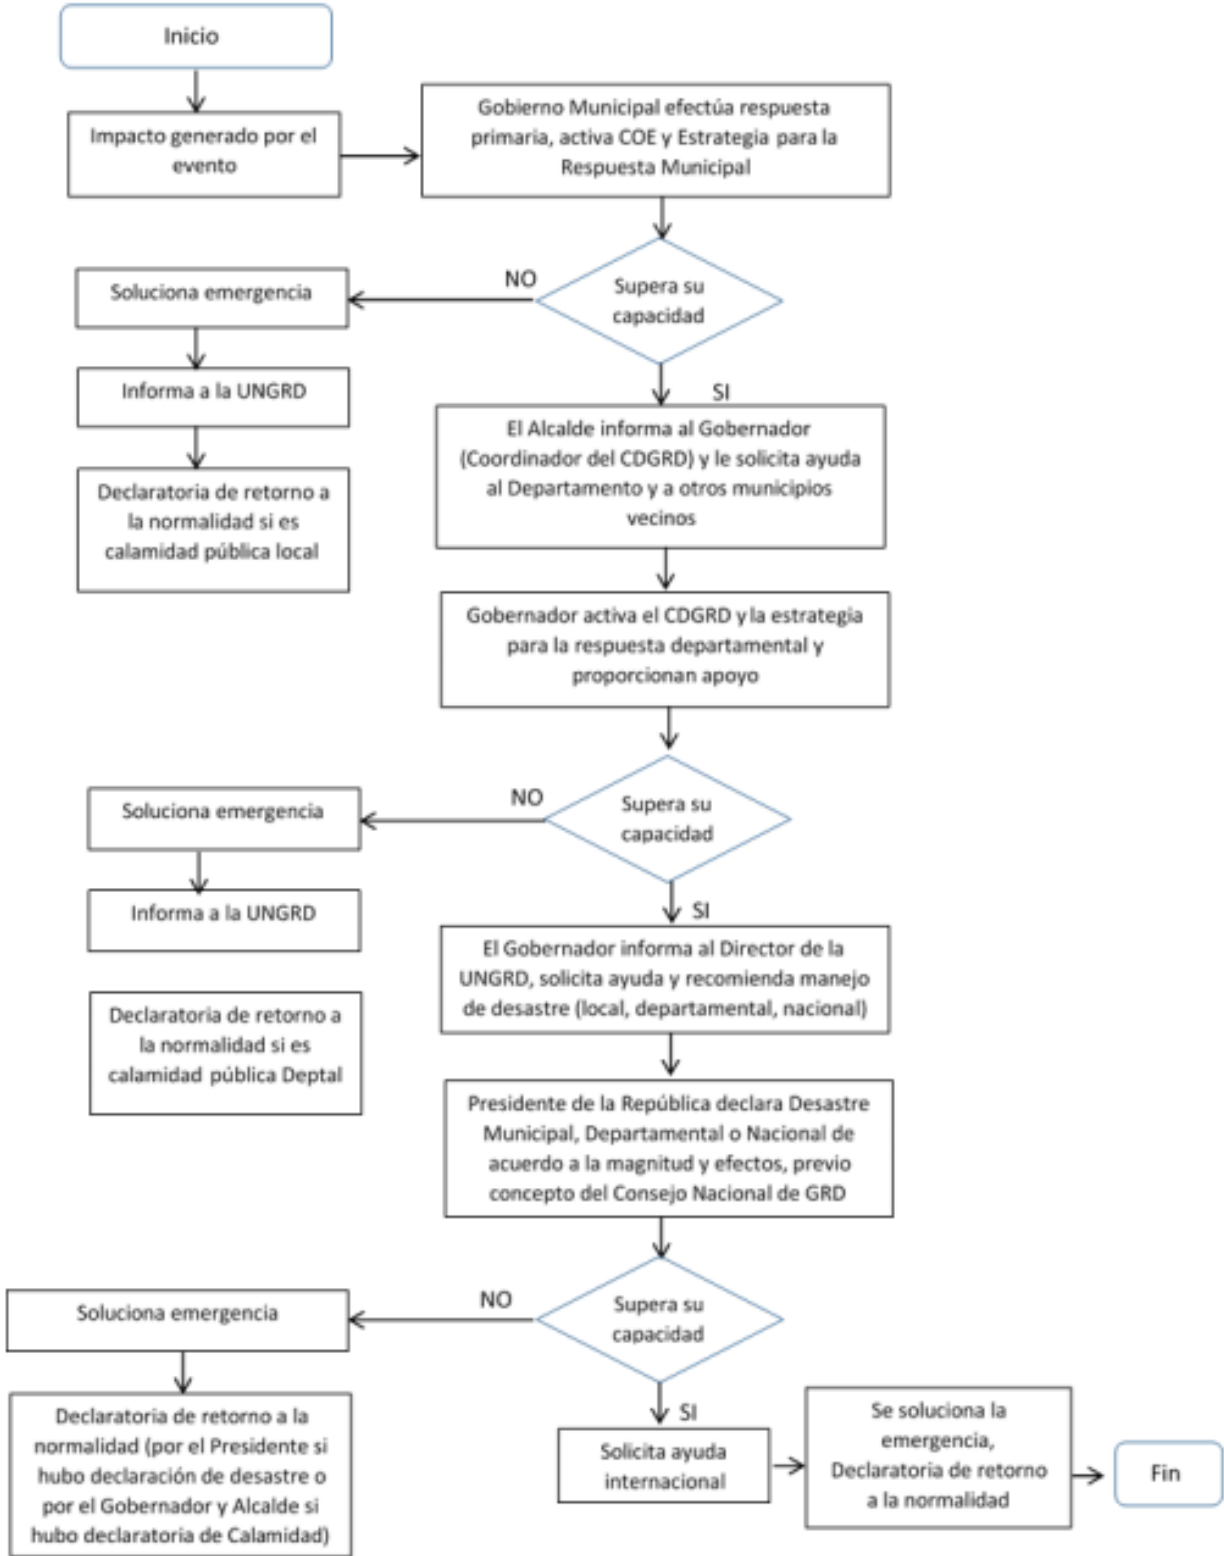 Inicio
Impacto generado por el
evento
Gobierno Municipal efectúa respuesta
primaria, activa COE y Estrategia para la
Respuesta Municipal
Supera su
capacidad
NO
Soluciona emergencia
Informa a la UNGRD
Declaratoria de retorno a
la normalidad si es
calamidad pública local
SI
El Alcalde informa al Gobernador
(Coordinador del CDGRD) y le solicita ayuda
al Departamento y a otros municipios
vecinos
Gobernador activa el CDGRD y la estrategia
para la respuesta departamental y
proporcionan apoyo
Supera su
capacidad
NO
Soluciona emergencia
Informa a la UNGRD
Declaratoria de retorno a
la normalidad si es
calamidad pública Deptal
SI
El Gobernador informa al Director de la
UNGRD, solicita ayuda y recomienda manejo
de desastre (local, departamental, nacional)
Presidente de la República declara Desastre
Municipal, Departamental o Nacional de
acuerdo a la magnitud y efectos, previo
concepto del Consejo Nacional de GRD
Supera su
capacidad
NO
Soluciona emergencia
Declaratoria de retorno a la
normalidad (por el Presidente si
hubo declaración de desastre o
por el Gobernador y Alcalde si
hubo declaratoria de Calamidad)
SI
Solicita ayuda
internacional
Se soluciona la
emergencia,
Declaratoria de retorno
a la normalidad
Fin